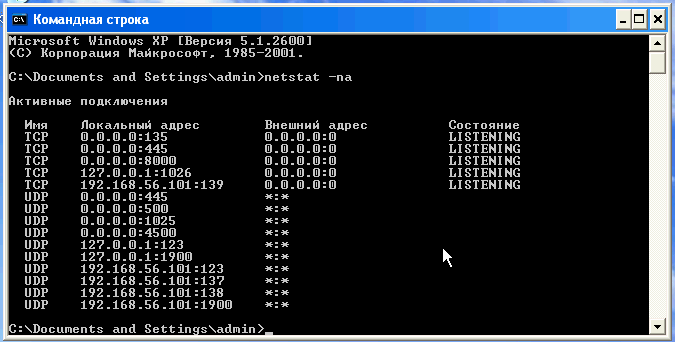 Командная строка
Microsoft Windows XP [Версия 5.1.2600]
(C) Корпорация Майкрософт, 1985-2001.
C:\Documents and Settings\admin>netstat -na
Активные подключения
Имя Локальный адрес Внешний адрес Состояние
TCP 0.0.0.0:135 0.0.0.0:0 LISTENING
TCP 0.0.0.0:445 0.0.0.0:0 LISTENING
TCP 0.0.0.0:8000 0.0.0.0:0 LISTENING
TCP 127.0.0.1:1026 0.0.0.0:0 LISTENING
TCP 192.168.56.101:139 0.0.0.0:0 LISTENING
UDP 0.0.0.0:445 *:*
UDP 0.0.0.0:500 *:*
UDP 0.0.0.0:1025 *:*
UDP 0.0.0.0:4500 *:*
UDP 127.0.0.1:123 *:*
UDP 127.0.0.1:1900 *:*
UDP 192.168.56.101:123 *:*
UDP 192.168.56.101:137 *:*
UDP 192.168.56.101:138 *:*
UDP 192.168.56.101:1900 *:*
C:\Documents and Settings\admin>_